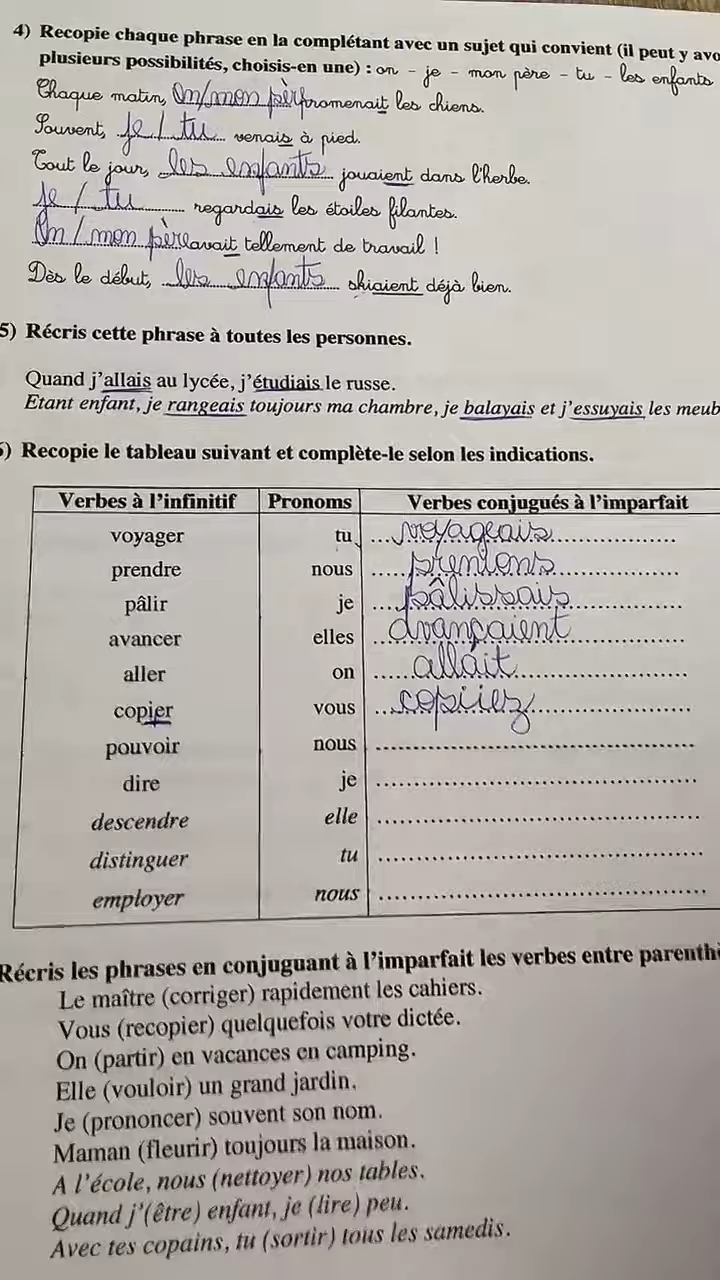 4) Recopie chaque phrase en la complétant avec un sujet qui convient (il peut y avo
plusieurs possibilités, choisis-en une) : on - je - mon père - tu - les enfants
Chaque matin, On/mon père promenait les chiens.
Souvent, je / tu venais à pied.
Tout le jour, les enfants jouaient dans l'herbe.
Je / tu regardais les étoiles filantes.
On / mon père avait tellement de travail !
Dès le début, les enfants skiaient déjà bien.
5) Récris cette phrase à toutes les personnes.
Quand j'allais au lycée, j'étudiais le russe.
Etant enfant, je rangeais toujours ma chambre, je balayais et j'essuyais les meub
) Recopie le tableau suivant et complète-le selon les indications.
Verbes à l'infinitif Pronoms Verbes conjugués à l'imparfait
voyager tu voyageais
prendre nous prenions
pâlir je pâlissais
avancer elles avançaient
aller on allait
copier vous copiiez
pouvoir nous
dire je
descendre elle
distinguer tu
employer nous
Récris les phrases en conjuguant à l'imparfait les verbes entre parenthè
Le maître (corriger) rapidement les cahiers.
Vous (recopier) quelquefois votre dictée.
On (partir) en vacances en camping.
Elle (vouloir) un grand jardin.
Je (prononcer) souvent son nom.
Maman (fleurir) toujours la maison.
A l'école, nous (nettoyer) nos tables.
Quand j'(être) enfant, je (lire) peu.
Avec tes copains, tu (sortir) tous les samedis.